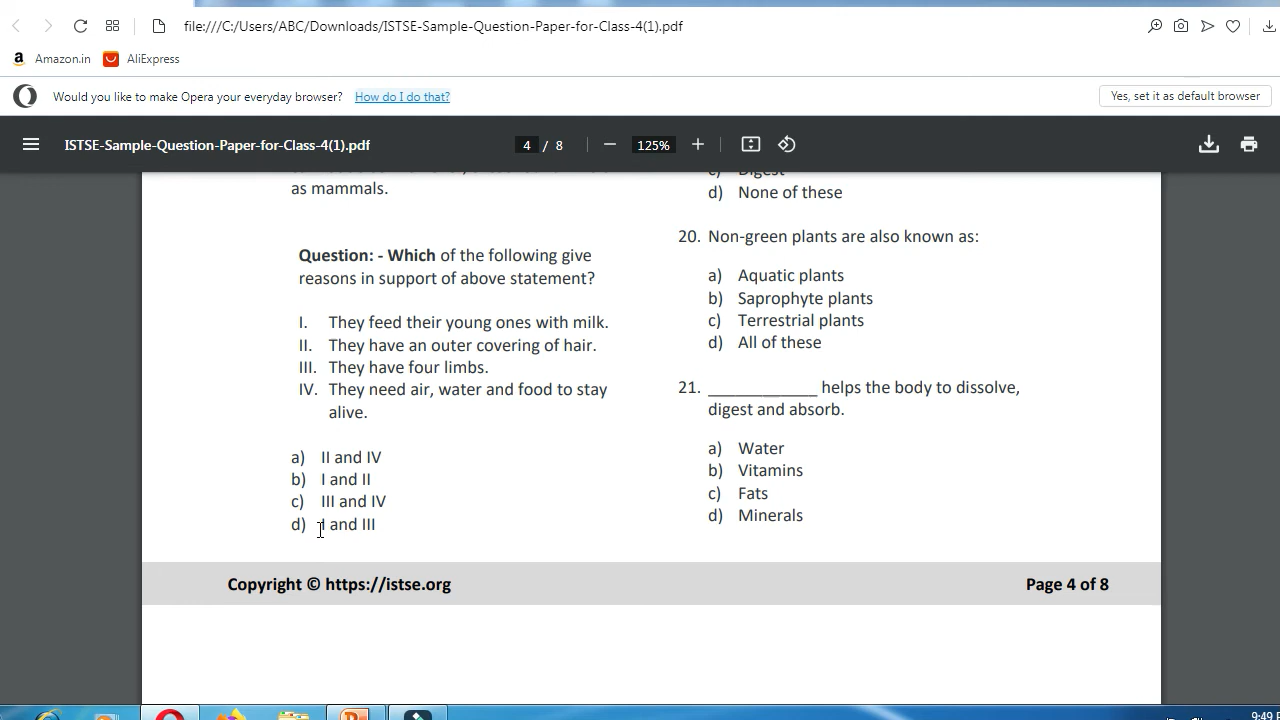 file:///C:/Users/ABC/Downloads/ISTSE-Sample-Question-Paper-for-Class-4(1).pdf
Amazon.in AliExpress
Would you like to make Opera your everyday browser? How do I do that? Yes, set it as default browser
ISTSE-Sample-Question-Paper-for-Class-4(1).pdf 4 / 8 125%
as mammals.
Question: - Which of the following give
reasons in support of above statement?
I. They feed their young ones with milk.
II. They have an outer covering of hair.
III. They have four limbs.
IV. They need air, water and food to stay
alive.
a) II and IV
b) I and II
c) III and IV
d) I and III
c) Digest
d) None of these
20. Non-green plants are also known as:
a) Aquatic plants
b) Saprophyte plants
c) Terrestrial plants
d) All of these
21. _____________ helps the body to dissolve,
digest and absorb.
a) Water
b) Vitamins
c) Fats
d) Minerals
Copyright © https://istse.org Page 4 of 8